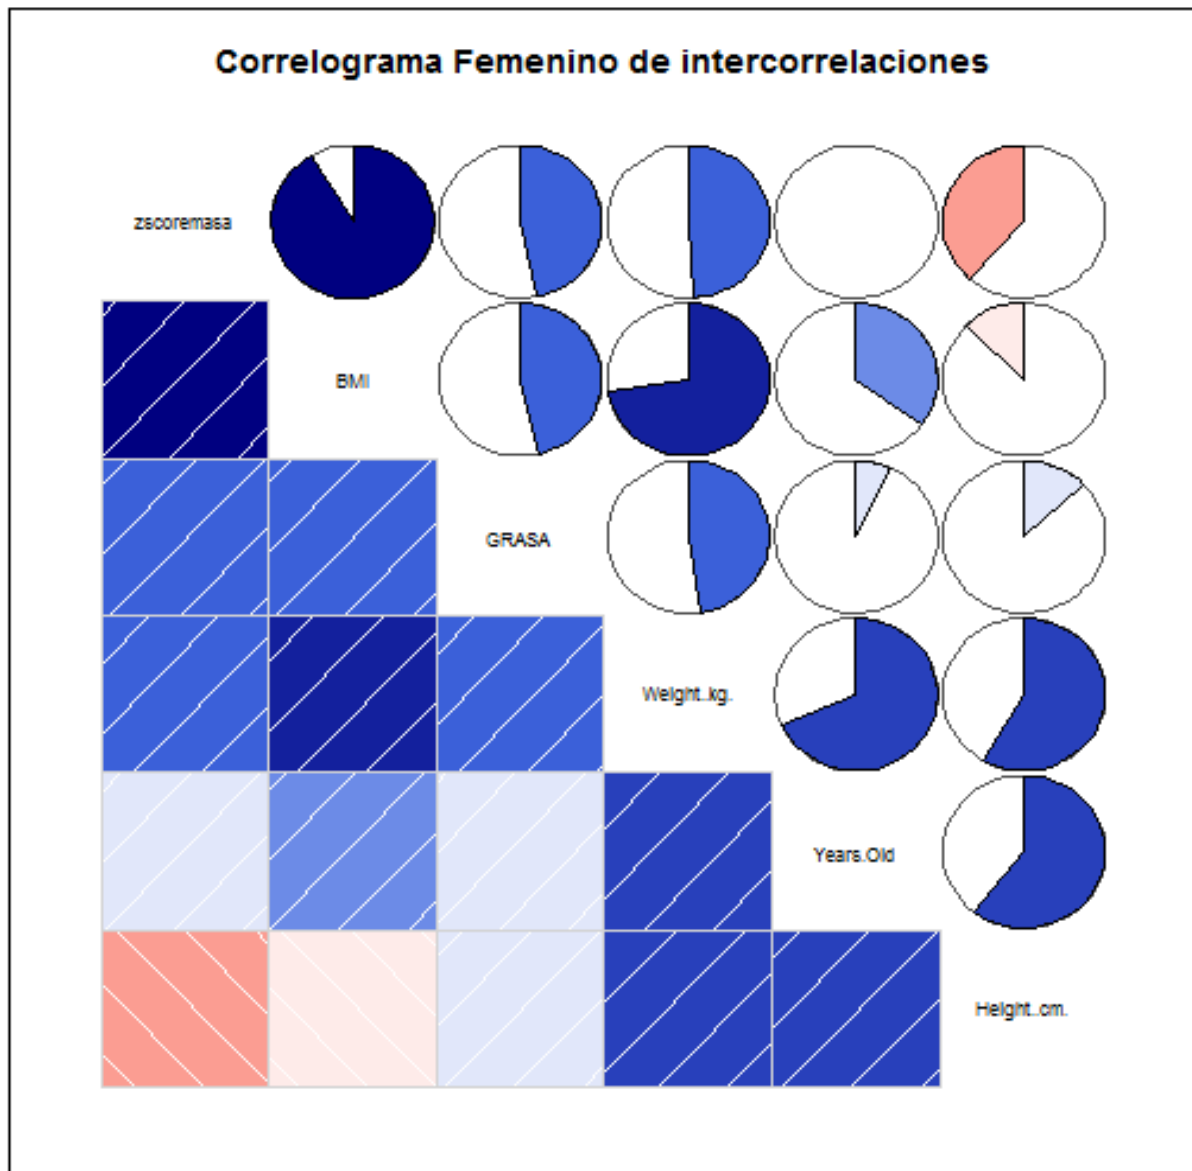 Correlograma Femenino de intercorrelaciones
zscoremasa
BMI
GRASA
Weight..kg.
Years.Old
Height..cm.